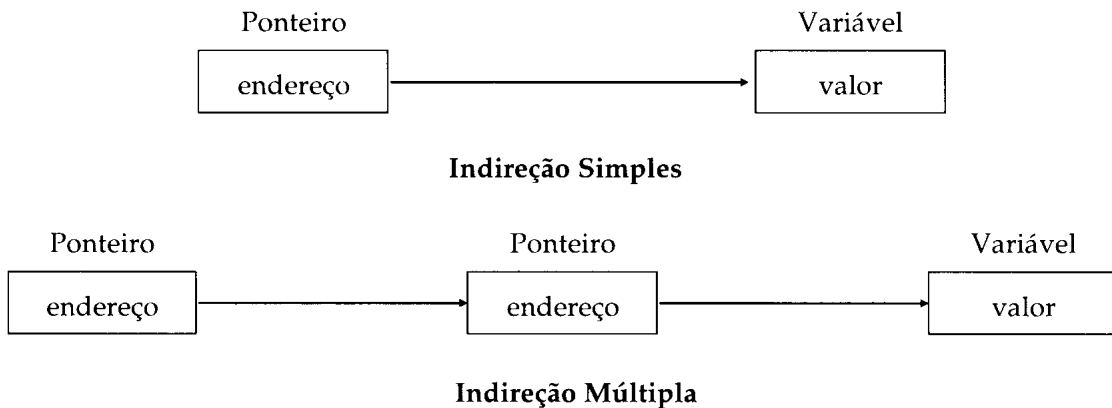 Ponteiro Variável
endereço valor
Indireção Simples
Ponteiro Ponteiro Variável
endereço endereço valor
Indireção Múltipla